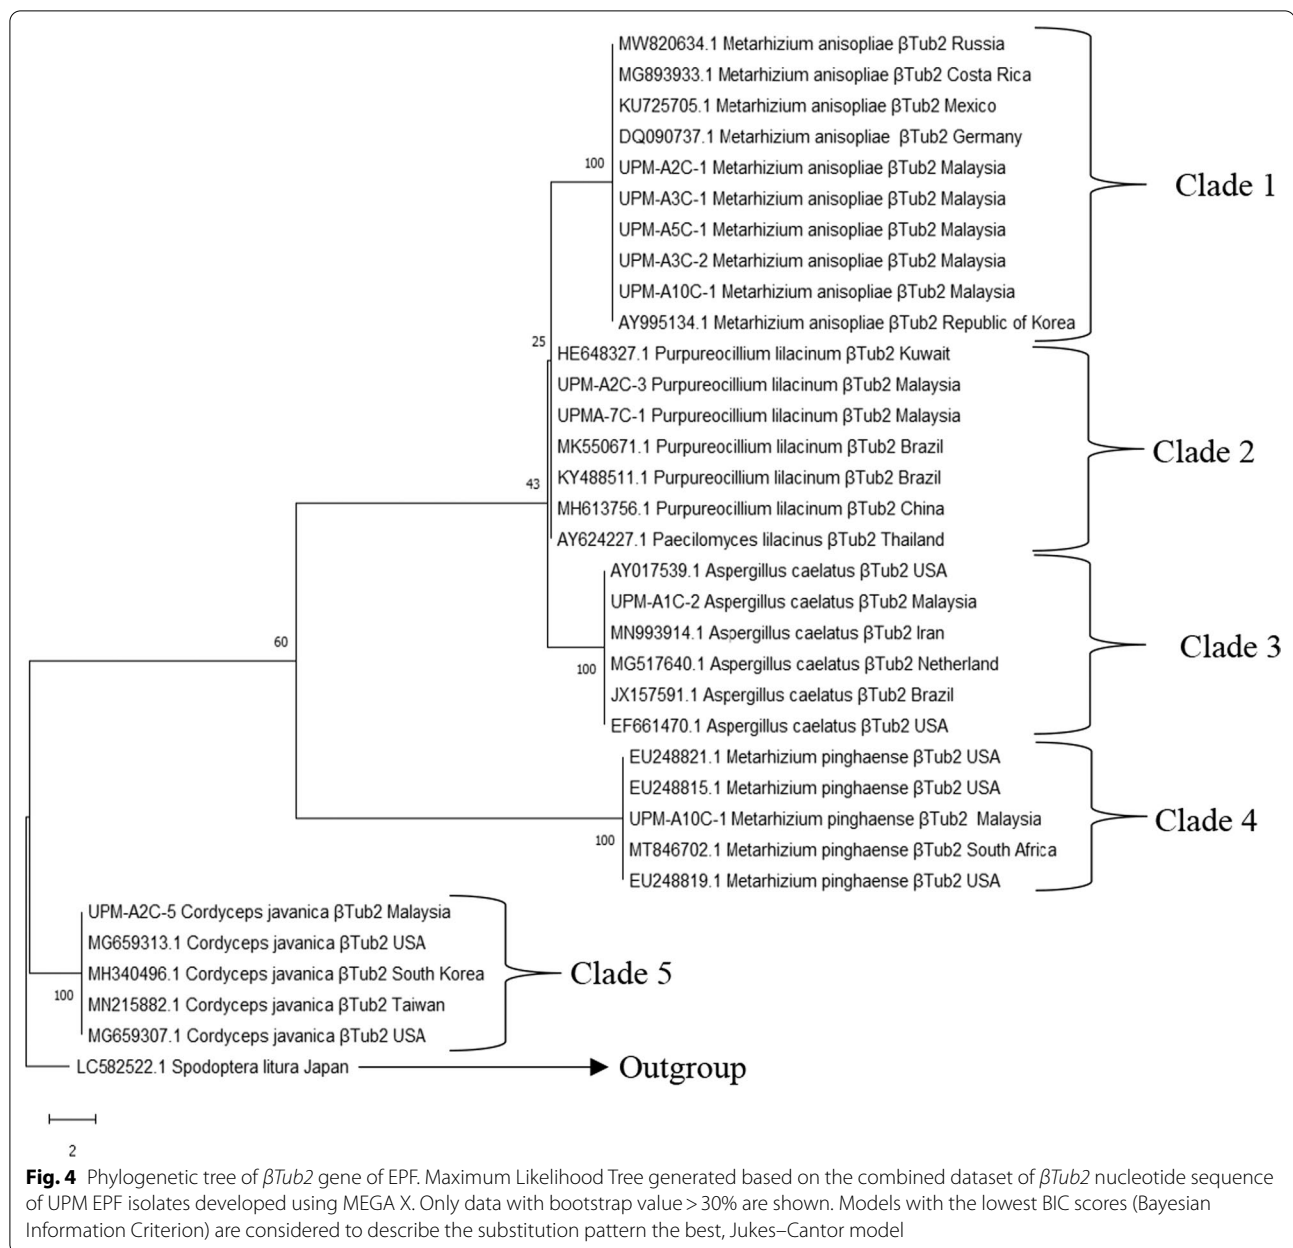 MW820634.1 Metarhizium anisopliae βTub2 Russia
MG893933.1 Metarhizium anisopliae βTub2 Costa Rica
KU725705.1 Metarhizium anisopliae βTub2 Mexico
DQ090737.1 Metarhizium anisopliae βTub2 Germany
100
UPM-A2C-1 Metarhizium anisopliae βTub2 Malaysia
Clade 1
UPM-A3C-1 Metarhizium anisopliae βTub2 Malaysia
UPM-A5C-1 Metarhizium anisopliae βTub2 Malaysia
UPM-A3C-2 Metarhizium anisopliae βTub2 Malaysia
UPM-A10C-1 Metarhizium anisopliae βTub2 Malaysia
AY995134.1 Metarhizium anisopliae βTub2 Republic of Korea
25
HE648327.1 Purpureocillium lilacinum βTub2 Kuwait
UPM-A2C-3 Purpureocillium lilacinum βTub2 Malaysia
UPMA-7C-1 Purpureocillium lilacinum βTub2 Malaysia
MK550671.1 Purpureocillium lilacinum βTub2 Brazil
Clade 2
KY488511.1 Purpureocillium lilacinum βTub2 Brazil
43
MH613756.1 Purpureocillium lilacinum βTub2 China
AY624227.1 Paecilomyces lilacinus βTub2 Thailand
AY017539.1 Aspergillus caelatus βTub2 USA
UPM-A1C-2 Aspergillus caelatus βTub2 Malaysia
MN993914.1 Aspergillus caelatus βTub2 Iran
60
Clade 3
MG517640.1 Aspergillus caelatus βTub2 Netherland
100
JX157591.1 Aspergillus caelatus βTub2 Brazil
EF661470.1 Aspergillus caelatus βTub2 USA
EU248821.1 Metarhizium pinghaense βTub2 USA
EU248815.1 Metarhizium pinghaense βTub2 USA
UPM-A10C-1 Metarhizium pinghaense βTub2 Malaysia
Clade 4
100
MT846702.1 Metarhizium pinghaense βTub2 South Africa
EU248819.1 Metarhizium pinghaense βTub2 USA
UPM-A2C-5 Cordyceps javanica βTub2 Malaysia
MG659313.1 Cordyceps javanica βTub2 USA
MH340496.1 Cordyceps javanica βTub2 South Korea
Clade 5
100
MN215882.1 Cordyceps javanica βTub2 Taiwan
MG659307.1 Cordyceps javanica βTub2 USA
LC582522.1 Spodoptera litura Japan
Outgroup
2
Fig. 4 Phylogenetic tree of βTub2 gene of EPF. Maximum Likelihood Tree generated based on the combined dataset of βTub2 nucleotide sequence
of UPM EPF isolates developed using MEGA X. Only data with bootstrap value > 30% are shown. Models with the lowest BIC scores (Bayesian
Information Criterion) are considered to describe the substitution pattern the best, Jukes–Cantor model